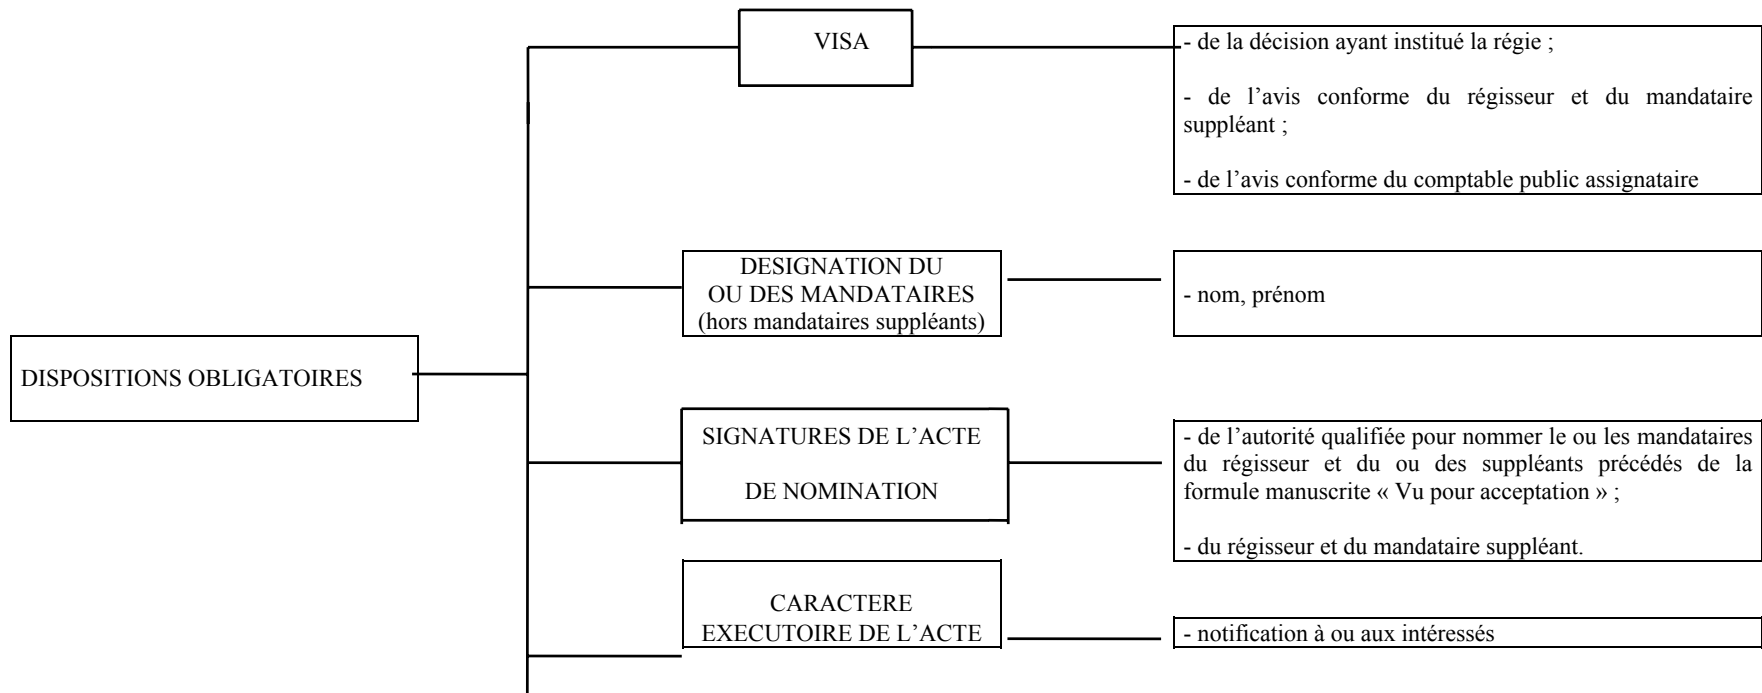 VISA
- de la décision ayant institué la régie ;
- de l’avis conforme du régisseur et du mandataire
suppléant ;
- de l’avis conforme du comptable public assignataire
DESIGNATION DU
OU DES MANDATAIRES
(hors mandataires suppléants)
- nom, prénom
DISPOSITIONS OBLIGATOIRES
SIGNATURES DE L’ACTE
DE NOMINATION
- de l’autorité qualifiée pour nommer le ou les mandataires
du régisseur et du ou des suppléants précédés de la
formule manuscrite « Vu pour acceptation » ;
- du régisseur et du mandataire suppléant.
CARACTERE
EXECUTOIRE DE L’ACTE
- notification à ou aux intéressés